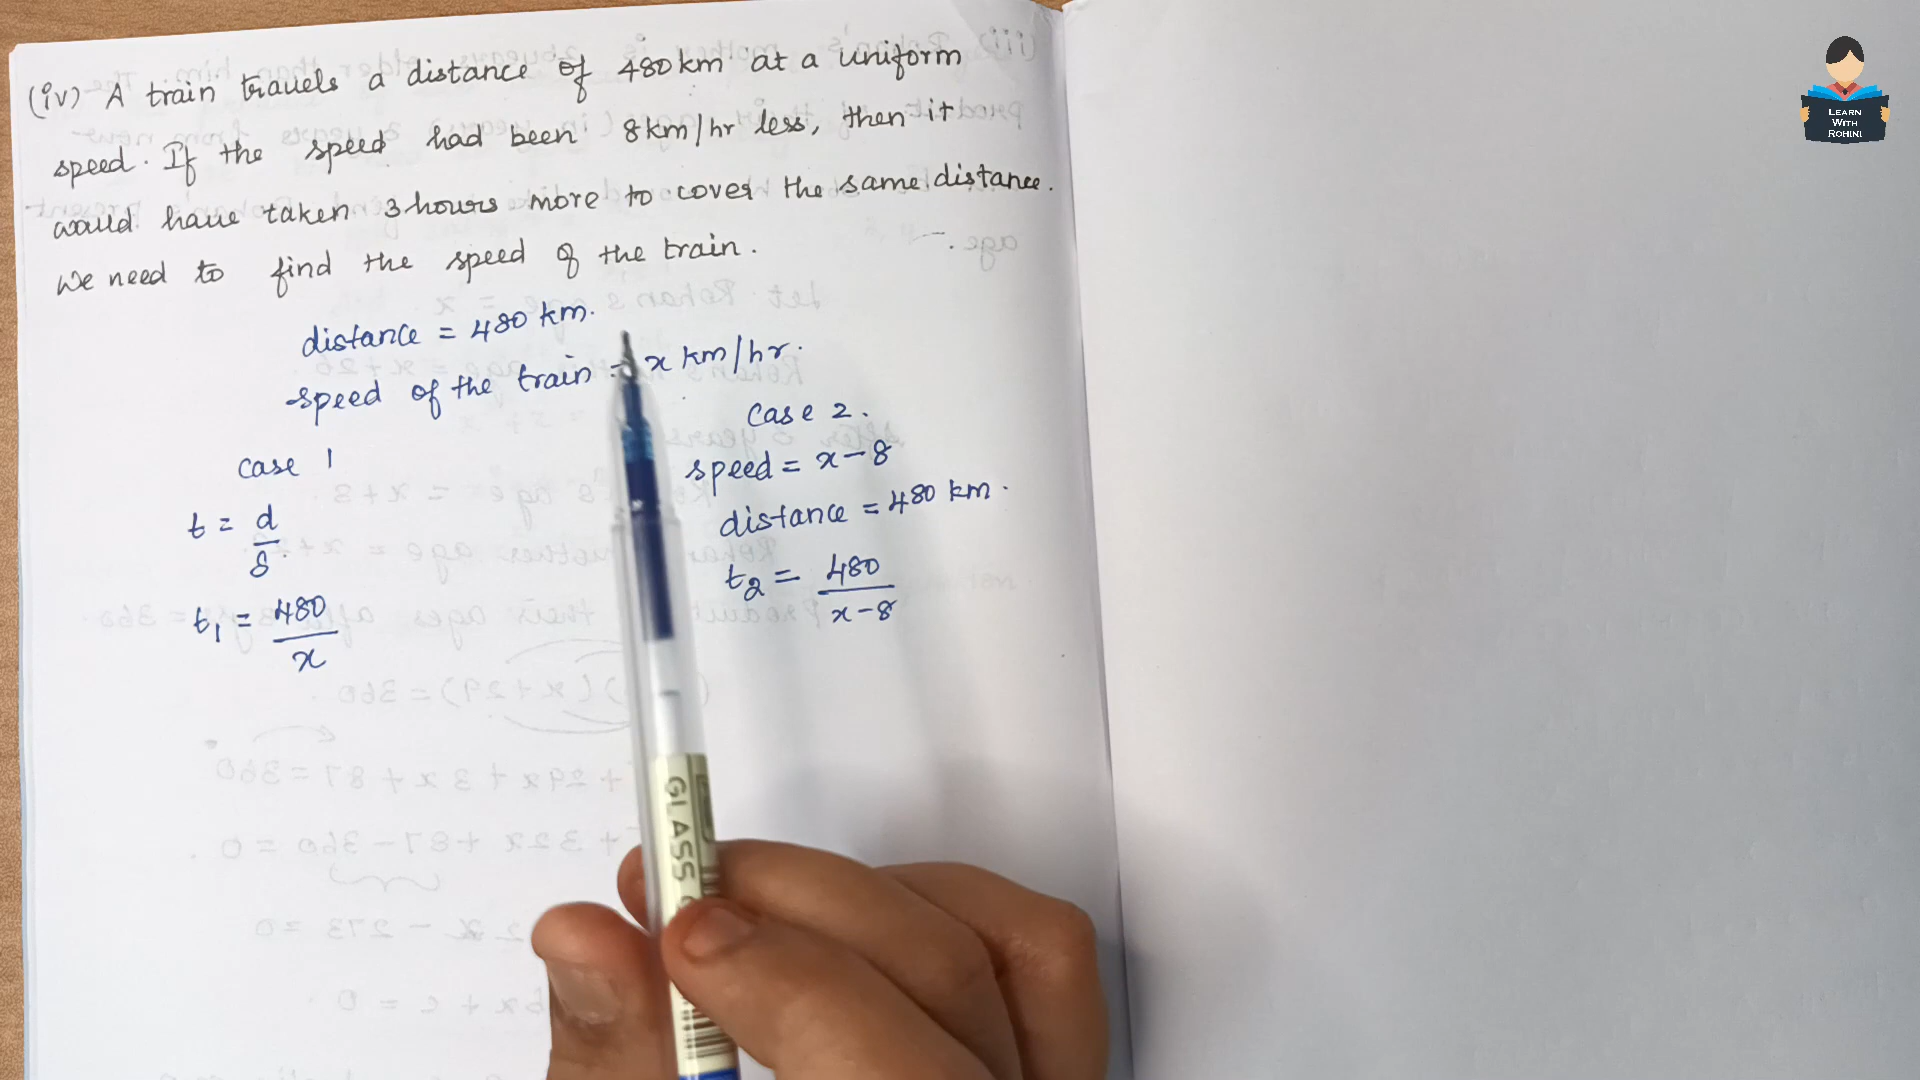 (iv) A train travels a distance of 480 km at a uniform
speed. If the speed had been 8km/hr less, then it
would have taken 3 hours more to cover the same distance.
We need to find the speed of the train.
distance = 480 km.
speed of the train = x km/hr.
case 1
t = d/s.
t₁ = 480/x
case 2.
speed = x-8
distance = 480 km.
t₂ = 480/x-8
GLASS
LEARN
WITH
ROHINI